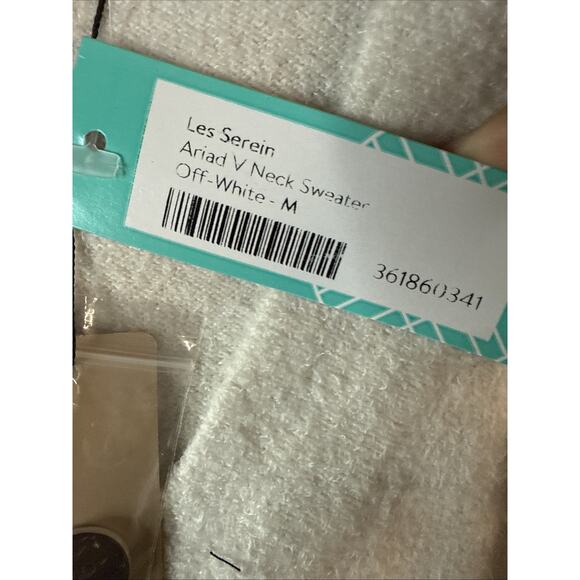 Les Serein
Ariad V Neck Sweater
Off-White - M
361860341